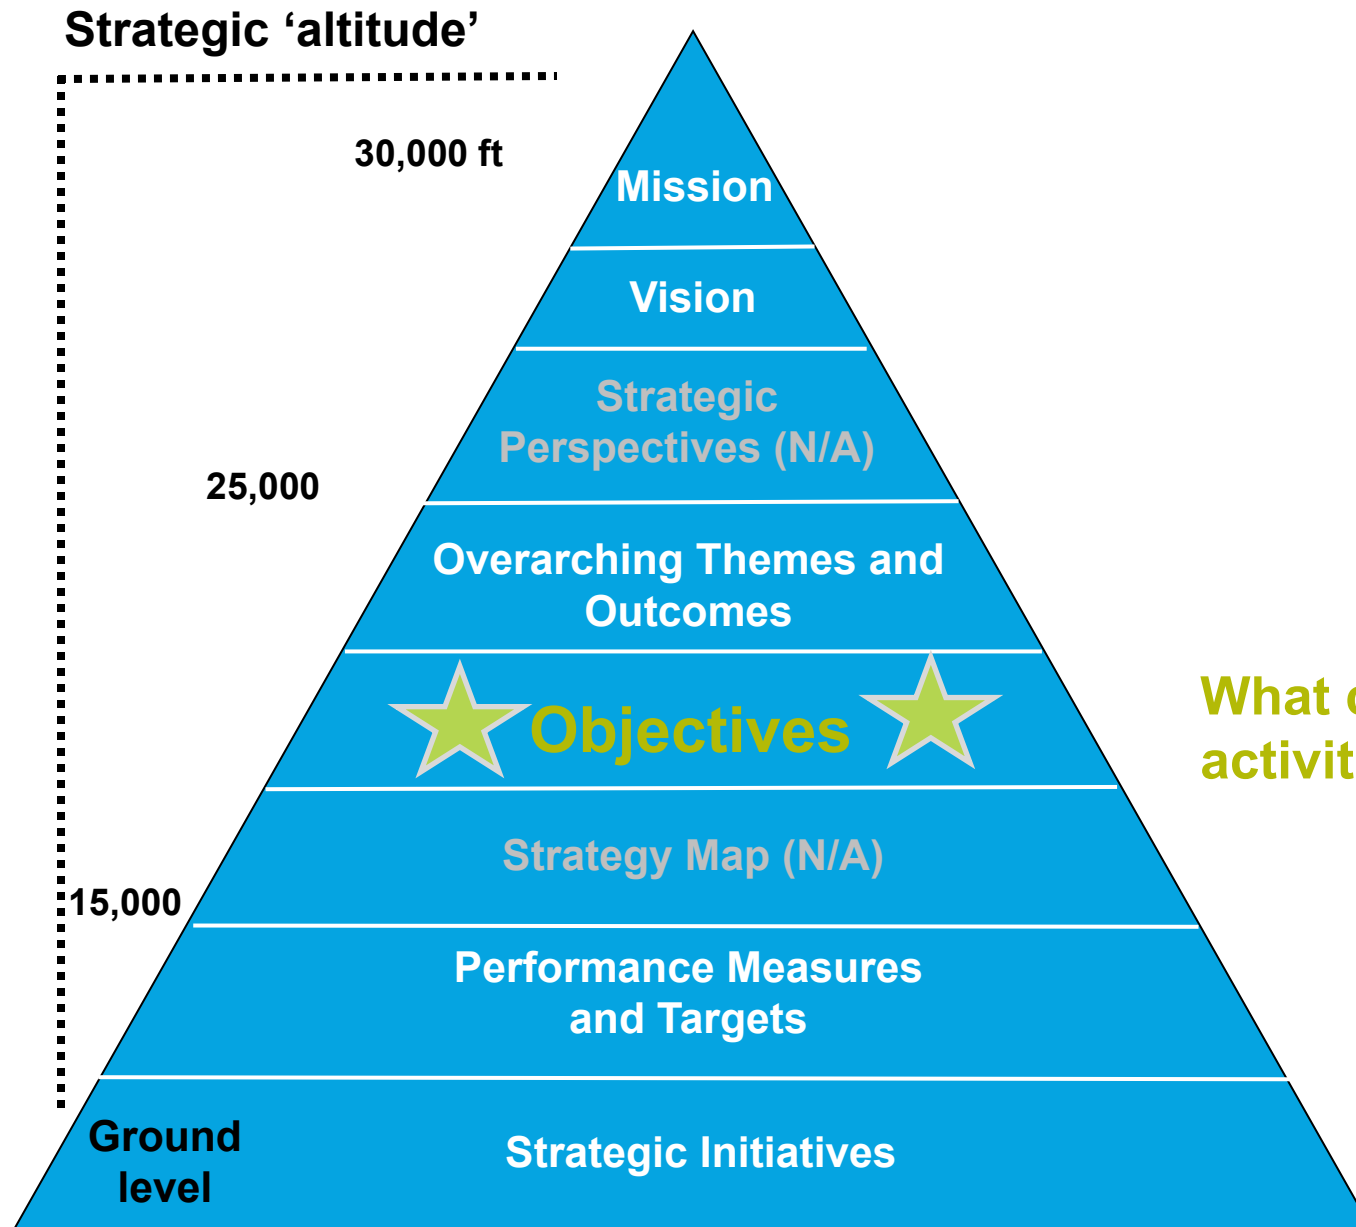 Strategic ‘altitude’
30,000 ft
Mission
Vision
Strategic
Perspectives (N/A)
25,000
Overarching Themes and
Outcomes
Objectives
What
Strategy Map (N/A)
15,000
Performance Measures
and Targets
Ground
level
Strategic Initiatives